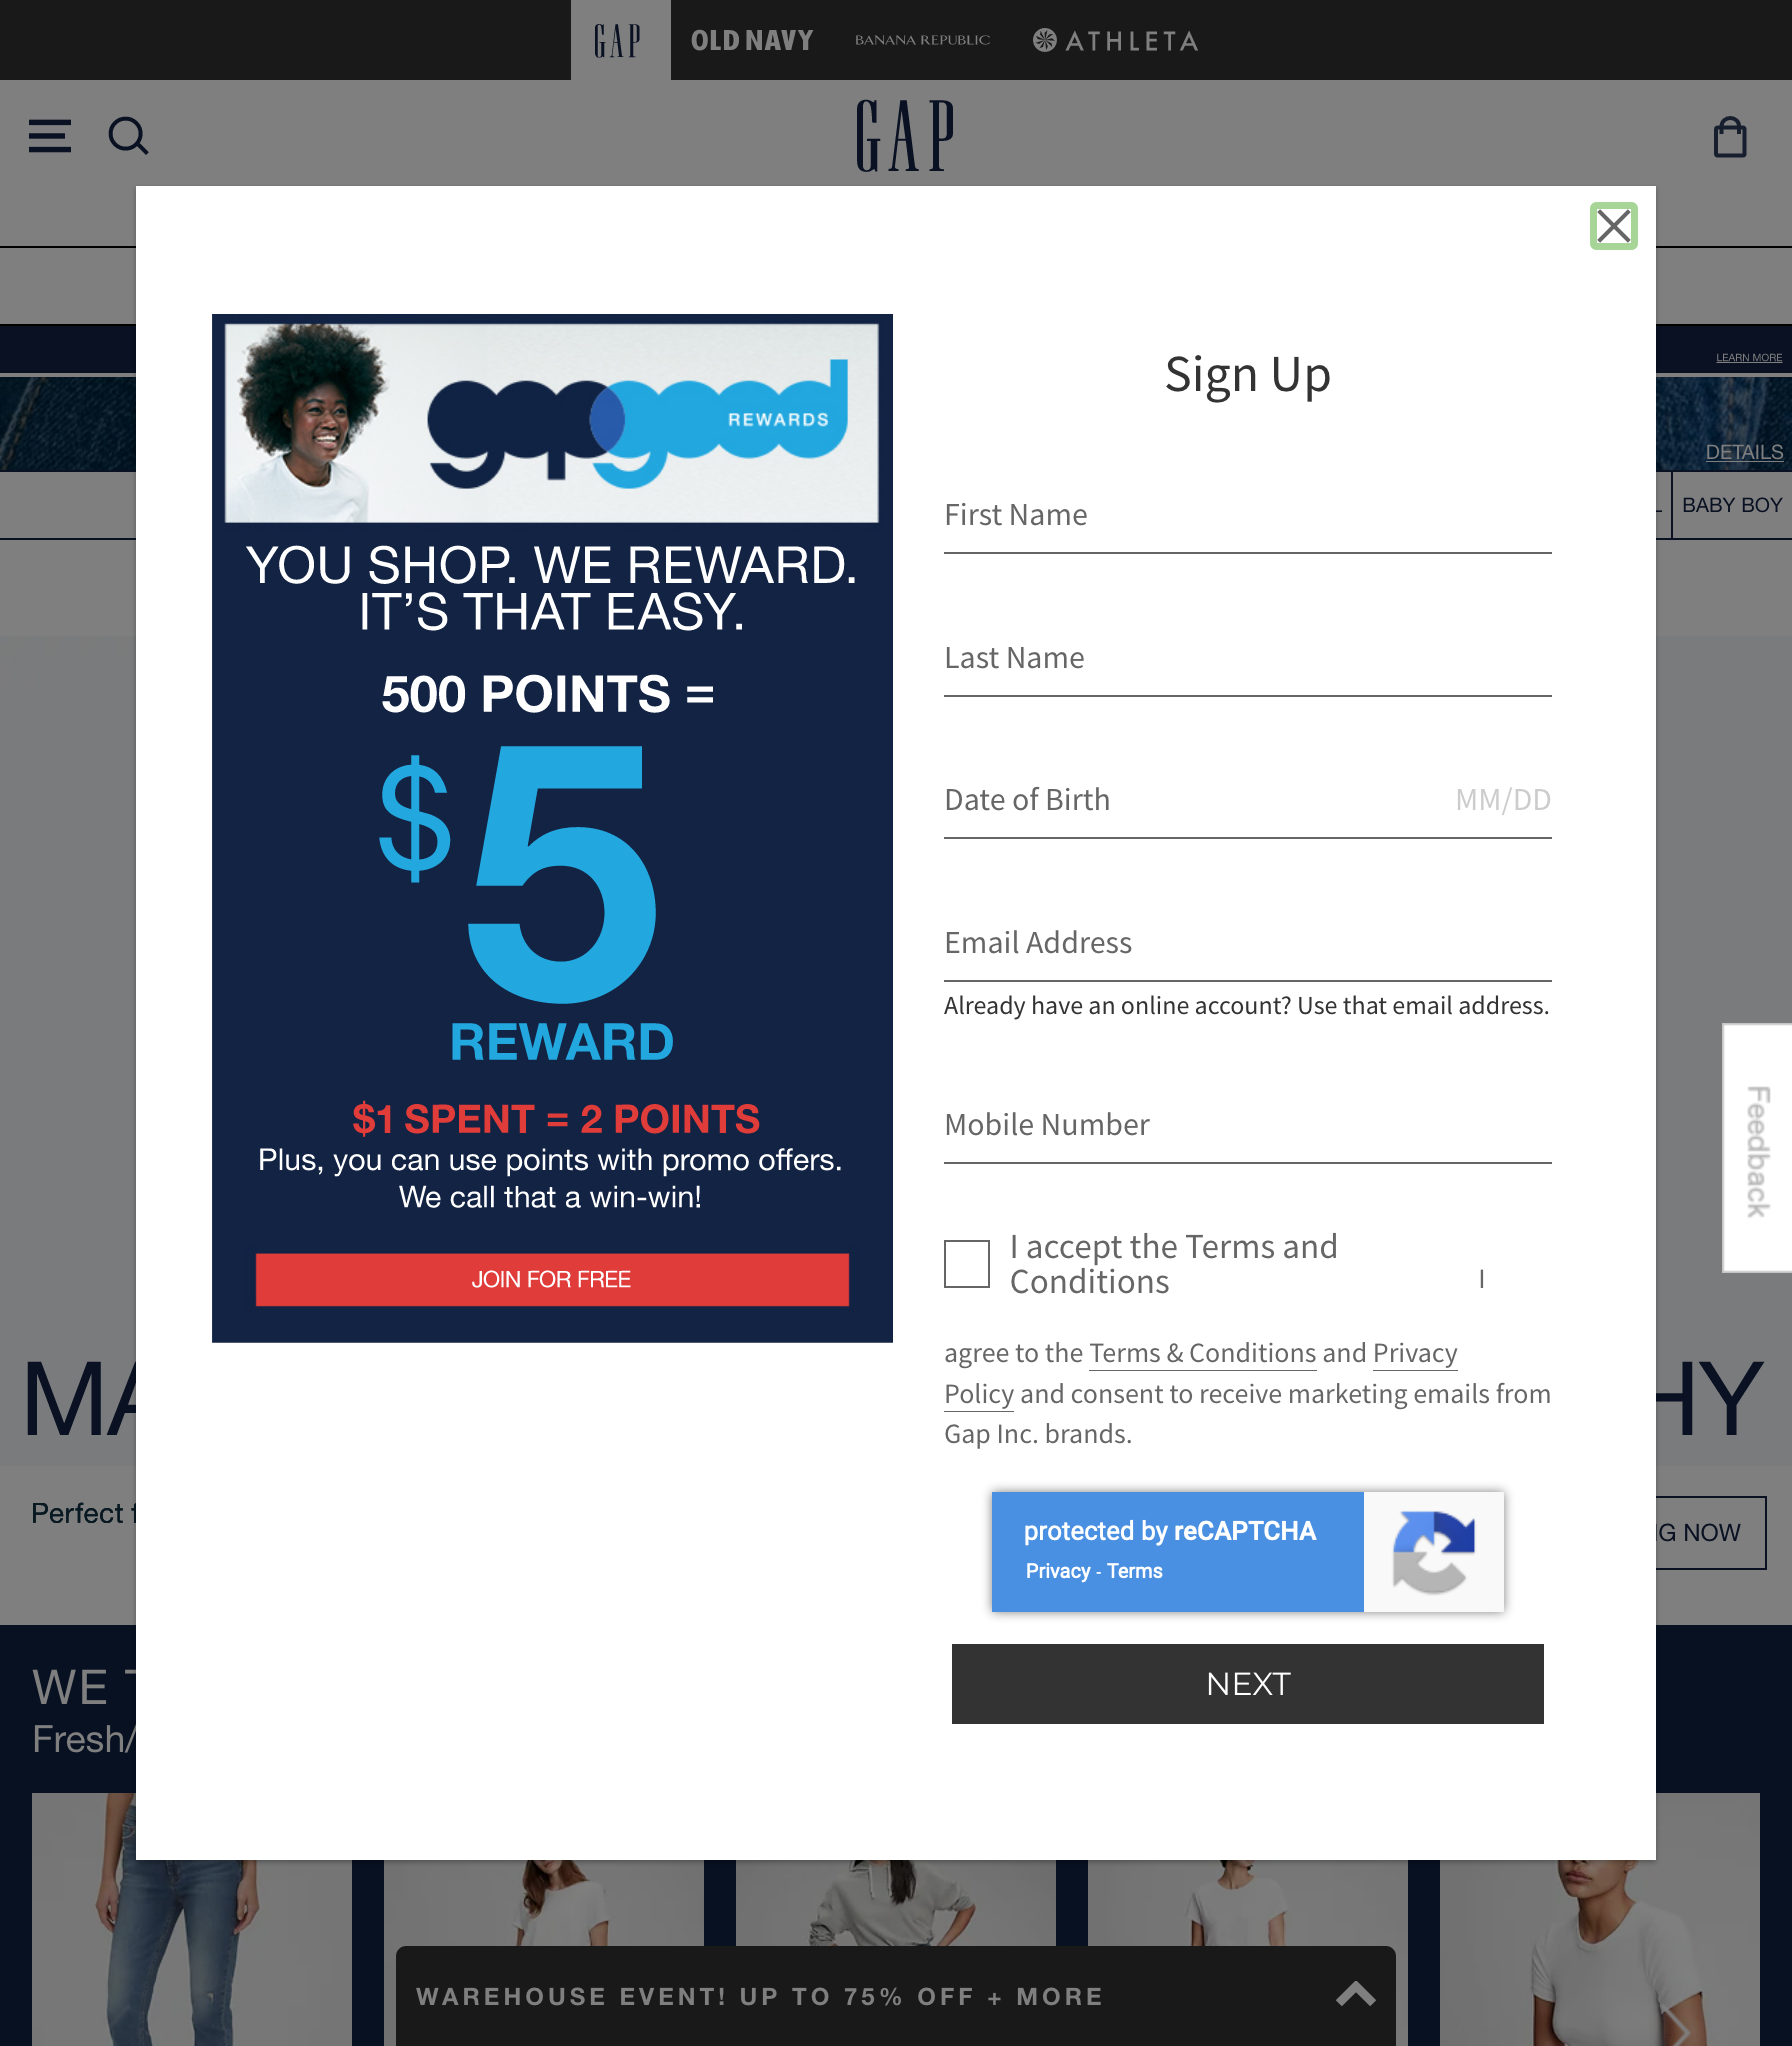 GAP
OLD NAVY
BANANA REPUBLIC
ATHLETA
GAP
LEARN MORE
DETAILS
BABY BOY
gapgood
REWARDS
YOU SHOP. WE REWARD.
IT'S THAT EASY.
500 POINTS =
$5
REWARD
$1 SPENT = 2 POINTS
Plus, you can use points with promo offers.
We call that a win-win!
JOIN FOR FREE
Sign Up
First Name
Last Name
Date of Birth MM/DD
Email Address
Already have an online account? Use that email address.
Mobile Number
I accept the Terms and
Conditions I
agree to the Terms & Conditions and Privacy
Policy and consent to receive marketing emails from
Gap Inc. brands.
protected by reCAPTCHA
Privacy - Terms
NEXT
Feedback
MA
HY
Perfect
G NOW
WE
Fresh/
WAREHOUSE EVENT! UP TO 75% OFF + MORE